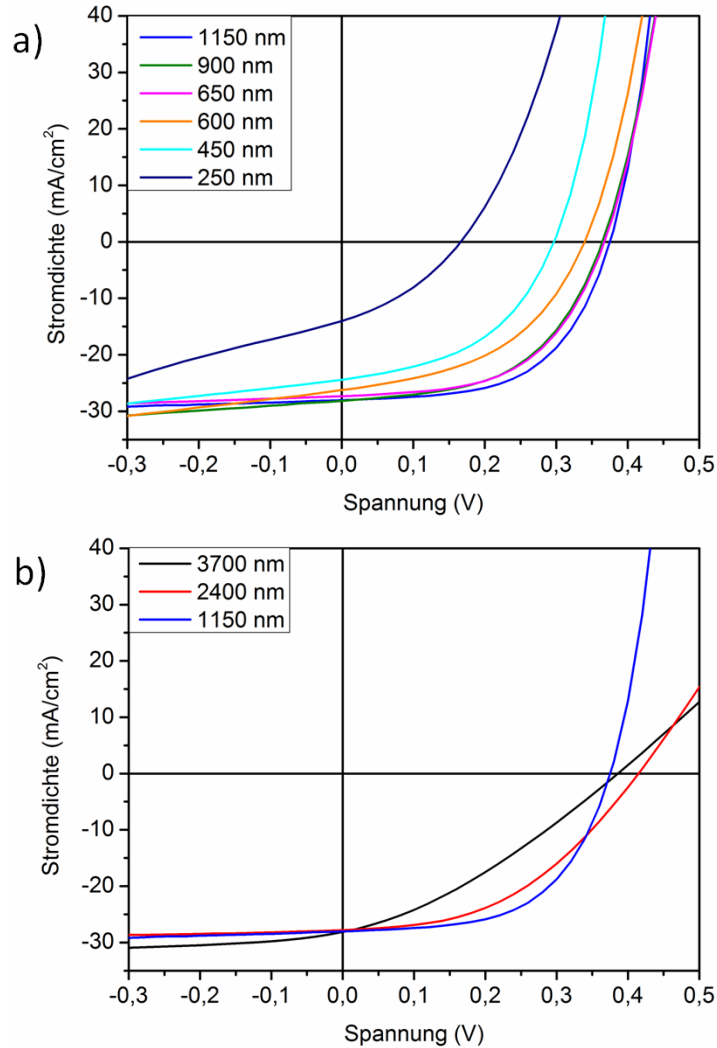 a)
40
30
20
10
0
-10
-20
-30
Stromdichte (mA/cm²)
1150 nm
900 nm
650 nm
600 nm
450 nm
250 nm
-0,3 -0,2 -0,1 0,0 0,1 0,2 0,3 0,4 0,5
Spannung (V)
b)
40
30
20
10
0
-10
-20
-30
Stromdichte (mA/cm²)
3700 nm
2400 nm
1150 nm
-0,3 -0,2 -0,1 0,0 0,1 0,2 0,3 0,4 0,5
Spannung (V)